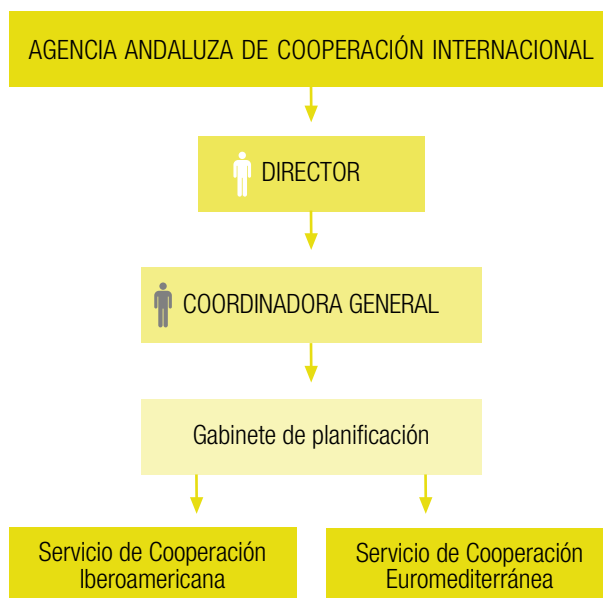 AGENCIA ANDALUZA DE COOPERACIÓN INTERNACIONAL
DIRECTOR
COORDINADORA GENERAL
Gabinete de planificación
Servicio de Cooperación
Iberoamericana
Servicio de Cooperación
Euromediterránea